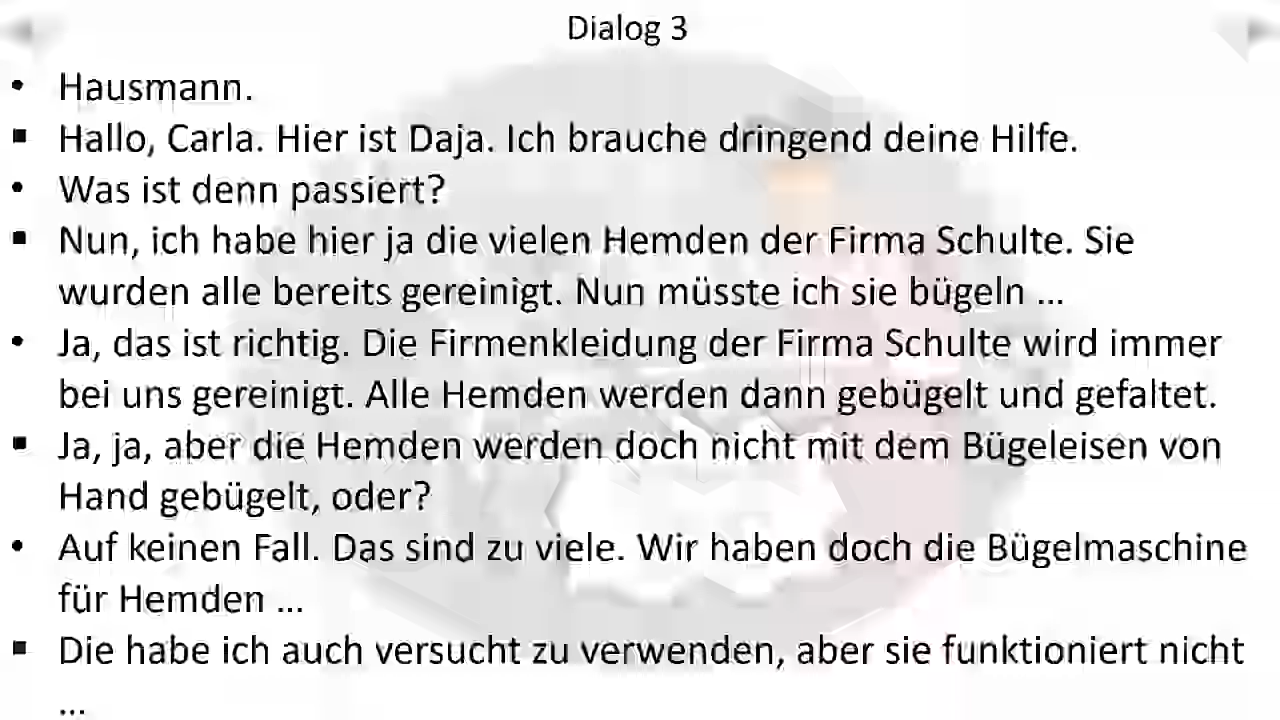 Dialog 3
• Hausmann.
▪ Hallo, Carla. Hier ist Daja. Ich brauche dringend deine Hilfe.
• Was ist denn passiert?
▪ Nun, ich habe hier ja die vielen Hemden der Firma Schulte. Sie
wurden alle bereits gereinigt. Nun müsste ich sie bügeln ...
• Ja, das ist richtig. Die Firmenkleidung der Firma Schulte wird immer
bei uns gereinigt. Alle Hemden werden dann gebügelt und gefaltet.
▪ Ja, ja, aber die Hemden werden doch nicht mit dem Bügeleisen von
Hand gebügelt, oder?
• Auf keinen Fall. Das sind zu viele. Wir haben doch die Bügelmaschine
für Hemden ...
▪ Die habe ich auch versucht zu verwenden, aber sie funktioniert nicht
...